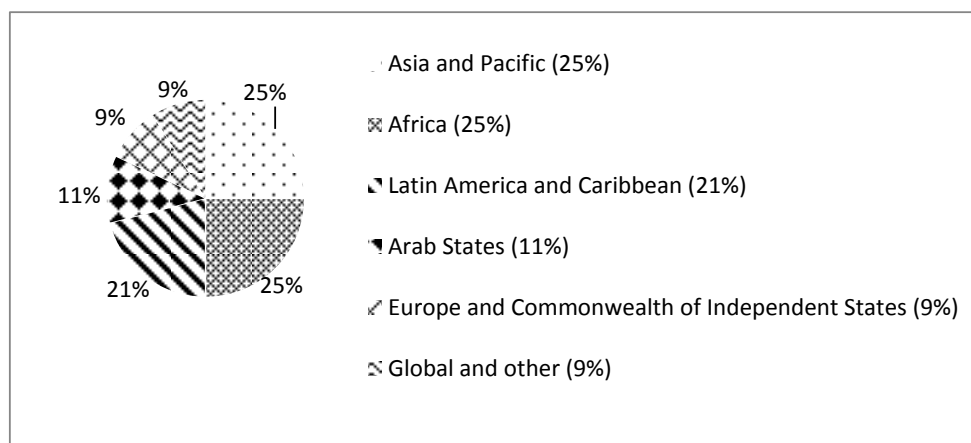 9%
25%
9%
11%
21%
25%
Asia and Pacific (25%)
Africa (25%)
Latin America and Caribbean (21%)
Arab States (11%)
Europe and Commonwealth of Independent States (9%)
Global and other (9%)